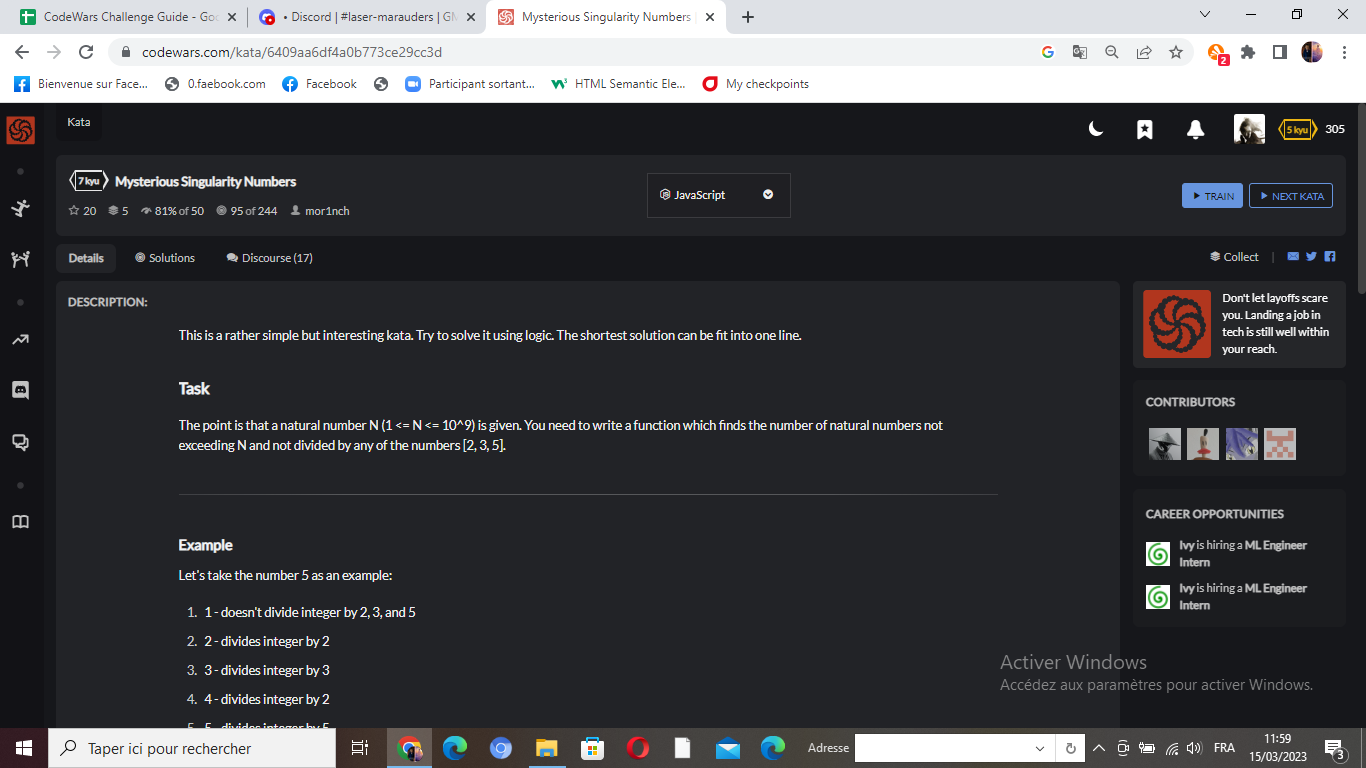 CodeWars Challenge Guide - Goo
• Discord | #laser-marauders | GM
Mysterious Singularity Numbers
codewars.com/kata/6409aa6df4a0b773ce29cc3d
2
Bienvenue sur Face...
0.faebook.com
Facebook
Participant sortant...
HTML Semantic Ele...
My checkpoints
Kata
5 kyu
305
7 kyu
Mysterious Singularity Numbers
JavaScript
TRAIN
NEXT KATA
20
5
81% of 50
95 of 244
mor1nch
Details
Solutions
Discourse (17)
Collect
|
DESCRIPTION:
This is a rather simple but interesting kata. Try to solve it using logic. The shortest solution can be fit into one line.
Task
The point is that a natural number N (1 <= N <= 10^9) is given. You need to write a function which finds the number of natural numbers not
exceeding N and not divided by any of the numbers [2, 3, 5].
Example
Let's take the number 5 as an example:
1. 1 - doesn't divide integer by 2, 3, and 5
2. 2 - divides integer by 2
3. 3 - divides integer by 3
4. 4 - divides integer by 2
5. 5 - divides integer by 5
Don't let layoffs scare
you. Landing a job in
tech is still well within
your reach.
CONTRIBUTORS
CAREER OPPORTUNITIES
Ivy is hiring a ML Engineer
Intern
Ivy is hiring a ML Engineer
Intern
Activer Windows
Accédez aux paramètres pour activer Windows.
Taper ici pour rechercher
Adresse
FRA
11:59
15/03/2023
3